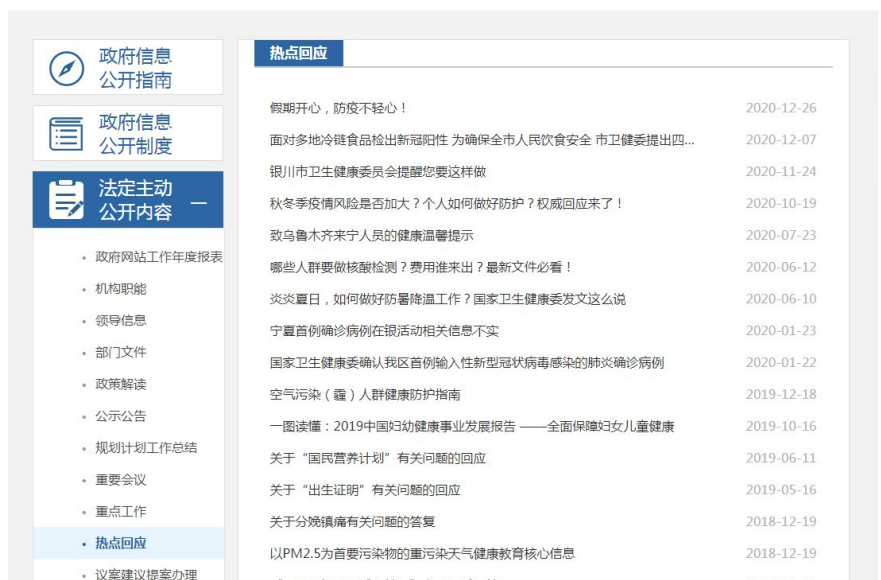 政府信息
公开指南
政府信息
公开制度
法定主动
公开内容
政府网站工作年度报表
机构职能
领导信息
部门文件
政策解读
公示公告
规划计划工作总结
重要会议
重点工作
热点回应
议案建议提案办理
热点回应
假期开心，防疫不轻心！ 2020-12-26
面对多地冷链食品检出新冠阳性 为确保全市人民饮食安全 市卫健委提出四... 2020-12-07
银川市卫生健康委员会提醒您要这样做 2020-11-24
秋冬季疫情风险是否加大？个人如何做好防护？权威回应来了！ 2020-10-19
致乌鲁木齐来宁人员的健康温馨提示 2020-07-23
哪些人群要做核酸检测？费用谁来出？最新文件必看！ 2020-06-12
炎炎夏日，如何做好防暑降温工作？国家卫生健康委发文这么说 2020-06-10
宁夏首例确诊病例在银活动相关信息不实 2020-01-23
国家卫生健康委确认我区首例输入性新型冠状病毒感染的肺炎确诊病例 2020-01-22
空气污染（霾）人群健康防护指南 2019-12-18
一图读懂：2019中国妇幼健康事业发展报告 ——全面保障妇女儿童健康 2019-10-16
关于“国民营养计划”有关问题的回应 2019-06-11
关于“出生证明”有关问题的回应 2019-05-16
关于分娩镇痛有关问题的答复 2018-12-19
以PM2.5为首要污染物的重污染天气健康教育核心信息 2018-12-19